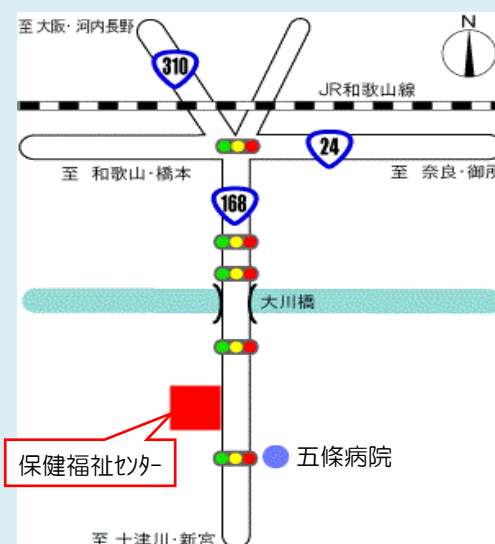 至 大阪・河内長野
N
310
JR和歌山線
24
至 和歌山・橋本
至 奈良・御所
168
大川橋
保健福祉ｾﾝﾀｰ
五條病院
至 十津川・新宮